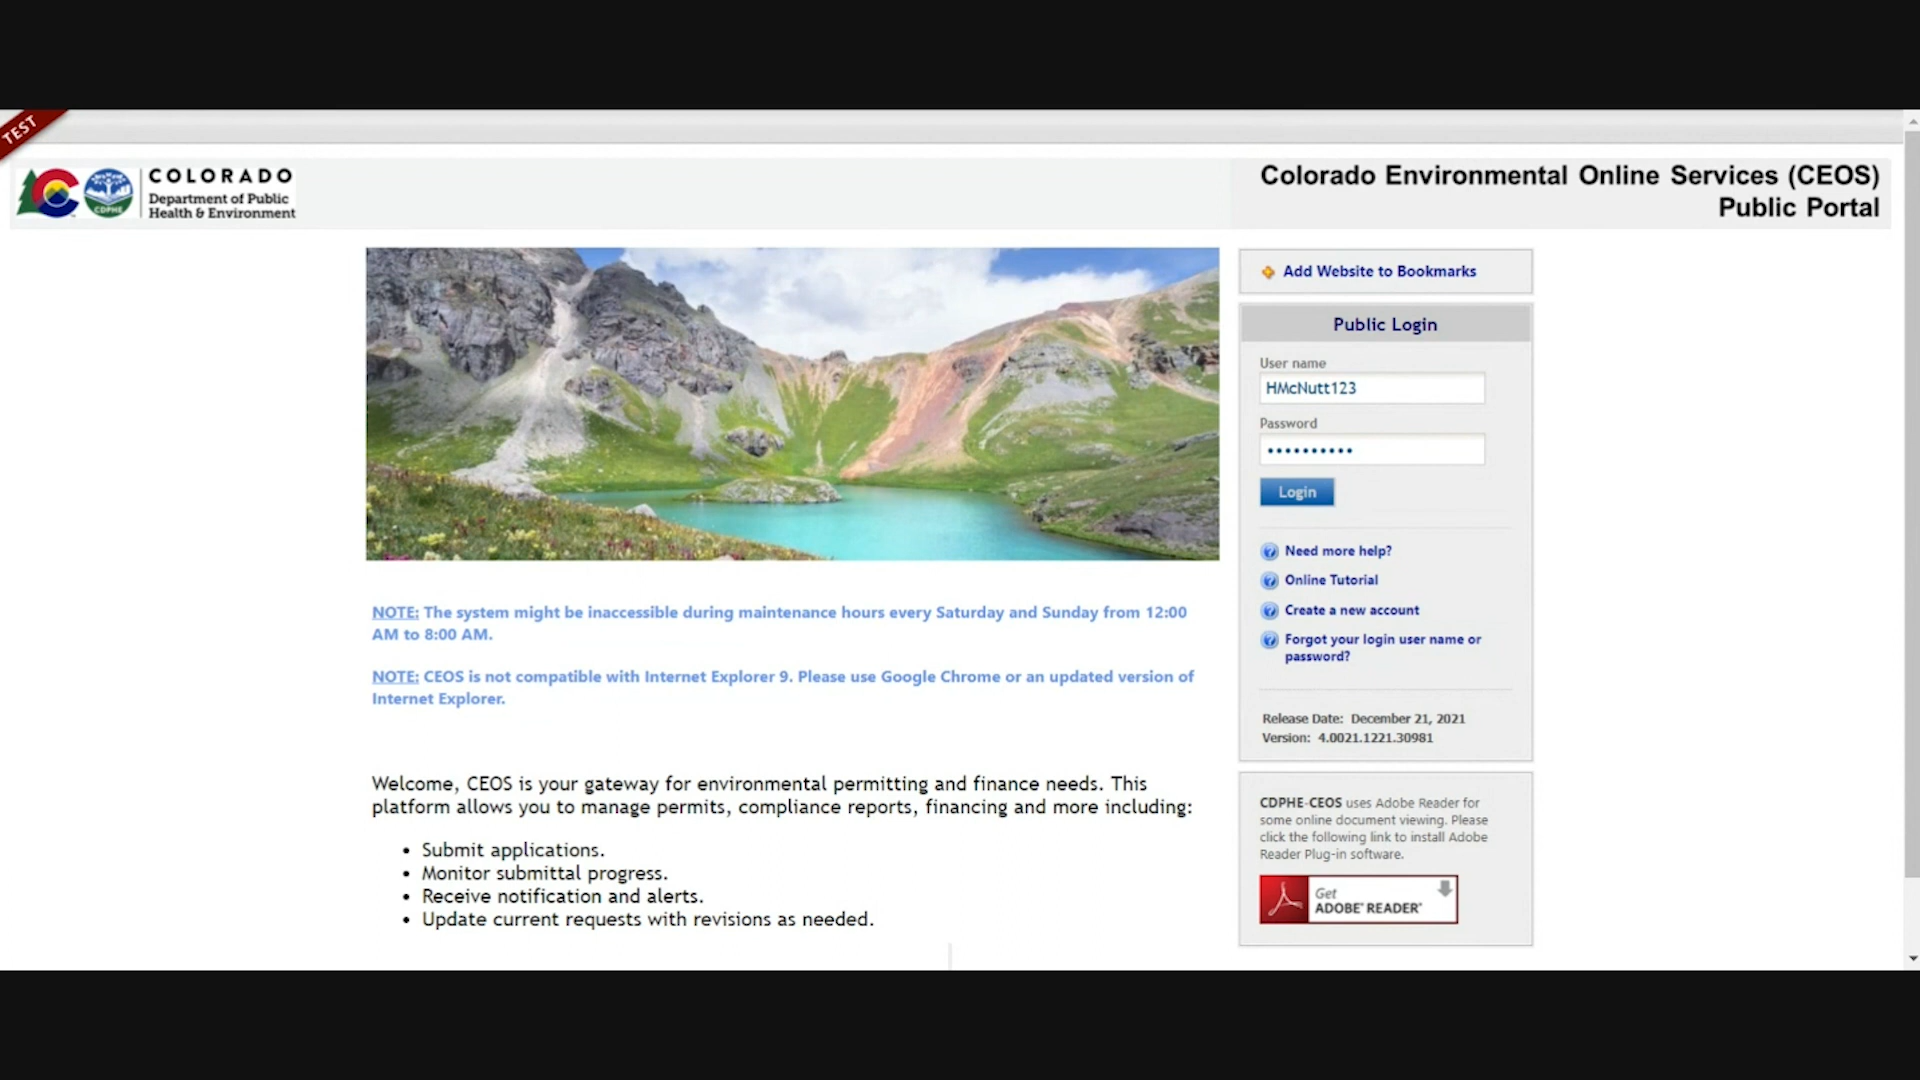 TEST
COLORADO
Department of Public
Health & Environment
CDPHE
Colorado Environmental Online Services (CEOS)
Public Portal
Add Website to Bookmarks
Public Login
User name
HMcNutt123
Password
••••••••••
Login
Need more help?
Online Tutorial
Create a new account
Forgot your login user name or
password?
Release Date: December 21, 2021
Version: 4.0021.1221.30981
CDPHE-CEOS uses Adobe Reader for
some online document viewing. Please
click the following link to install Adobe
Reader Plug-in software.
Get
ADOBE® READER®
NOTE: The system might be inaccessible during maintenance hours every Saturday and Sunday from 12:00
AM to 8:00 AM.
NOTE: CEOS is not compatible with Internet Explorer 9. Please use Google Chrome or an updated version of
Internet Explorer.
Welcome, CEOS is your gateway for environmental permitting and finance needs. This
platform allows you to manage permits, compliance reports, financing and more including:
• Submit applications.
• Monitor submittal progress.
• Receive notification and alerts.
• Update current requests with revisions as needed.